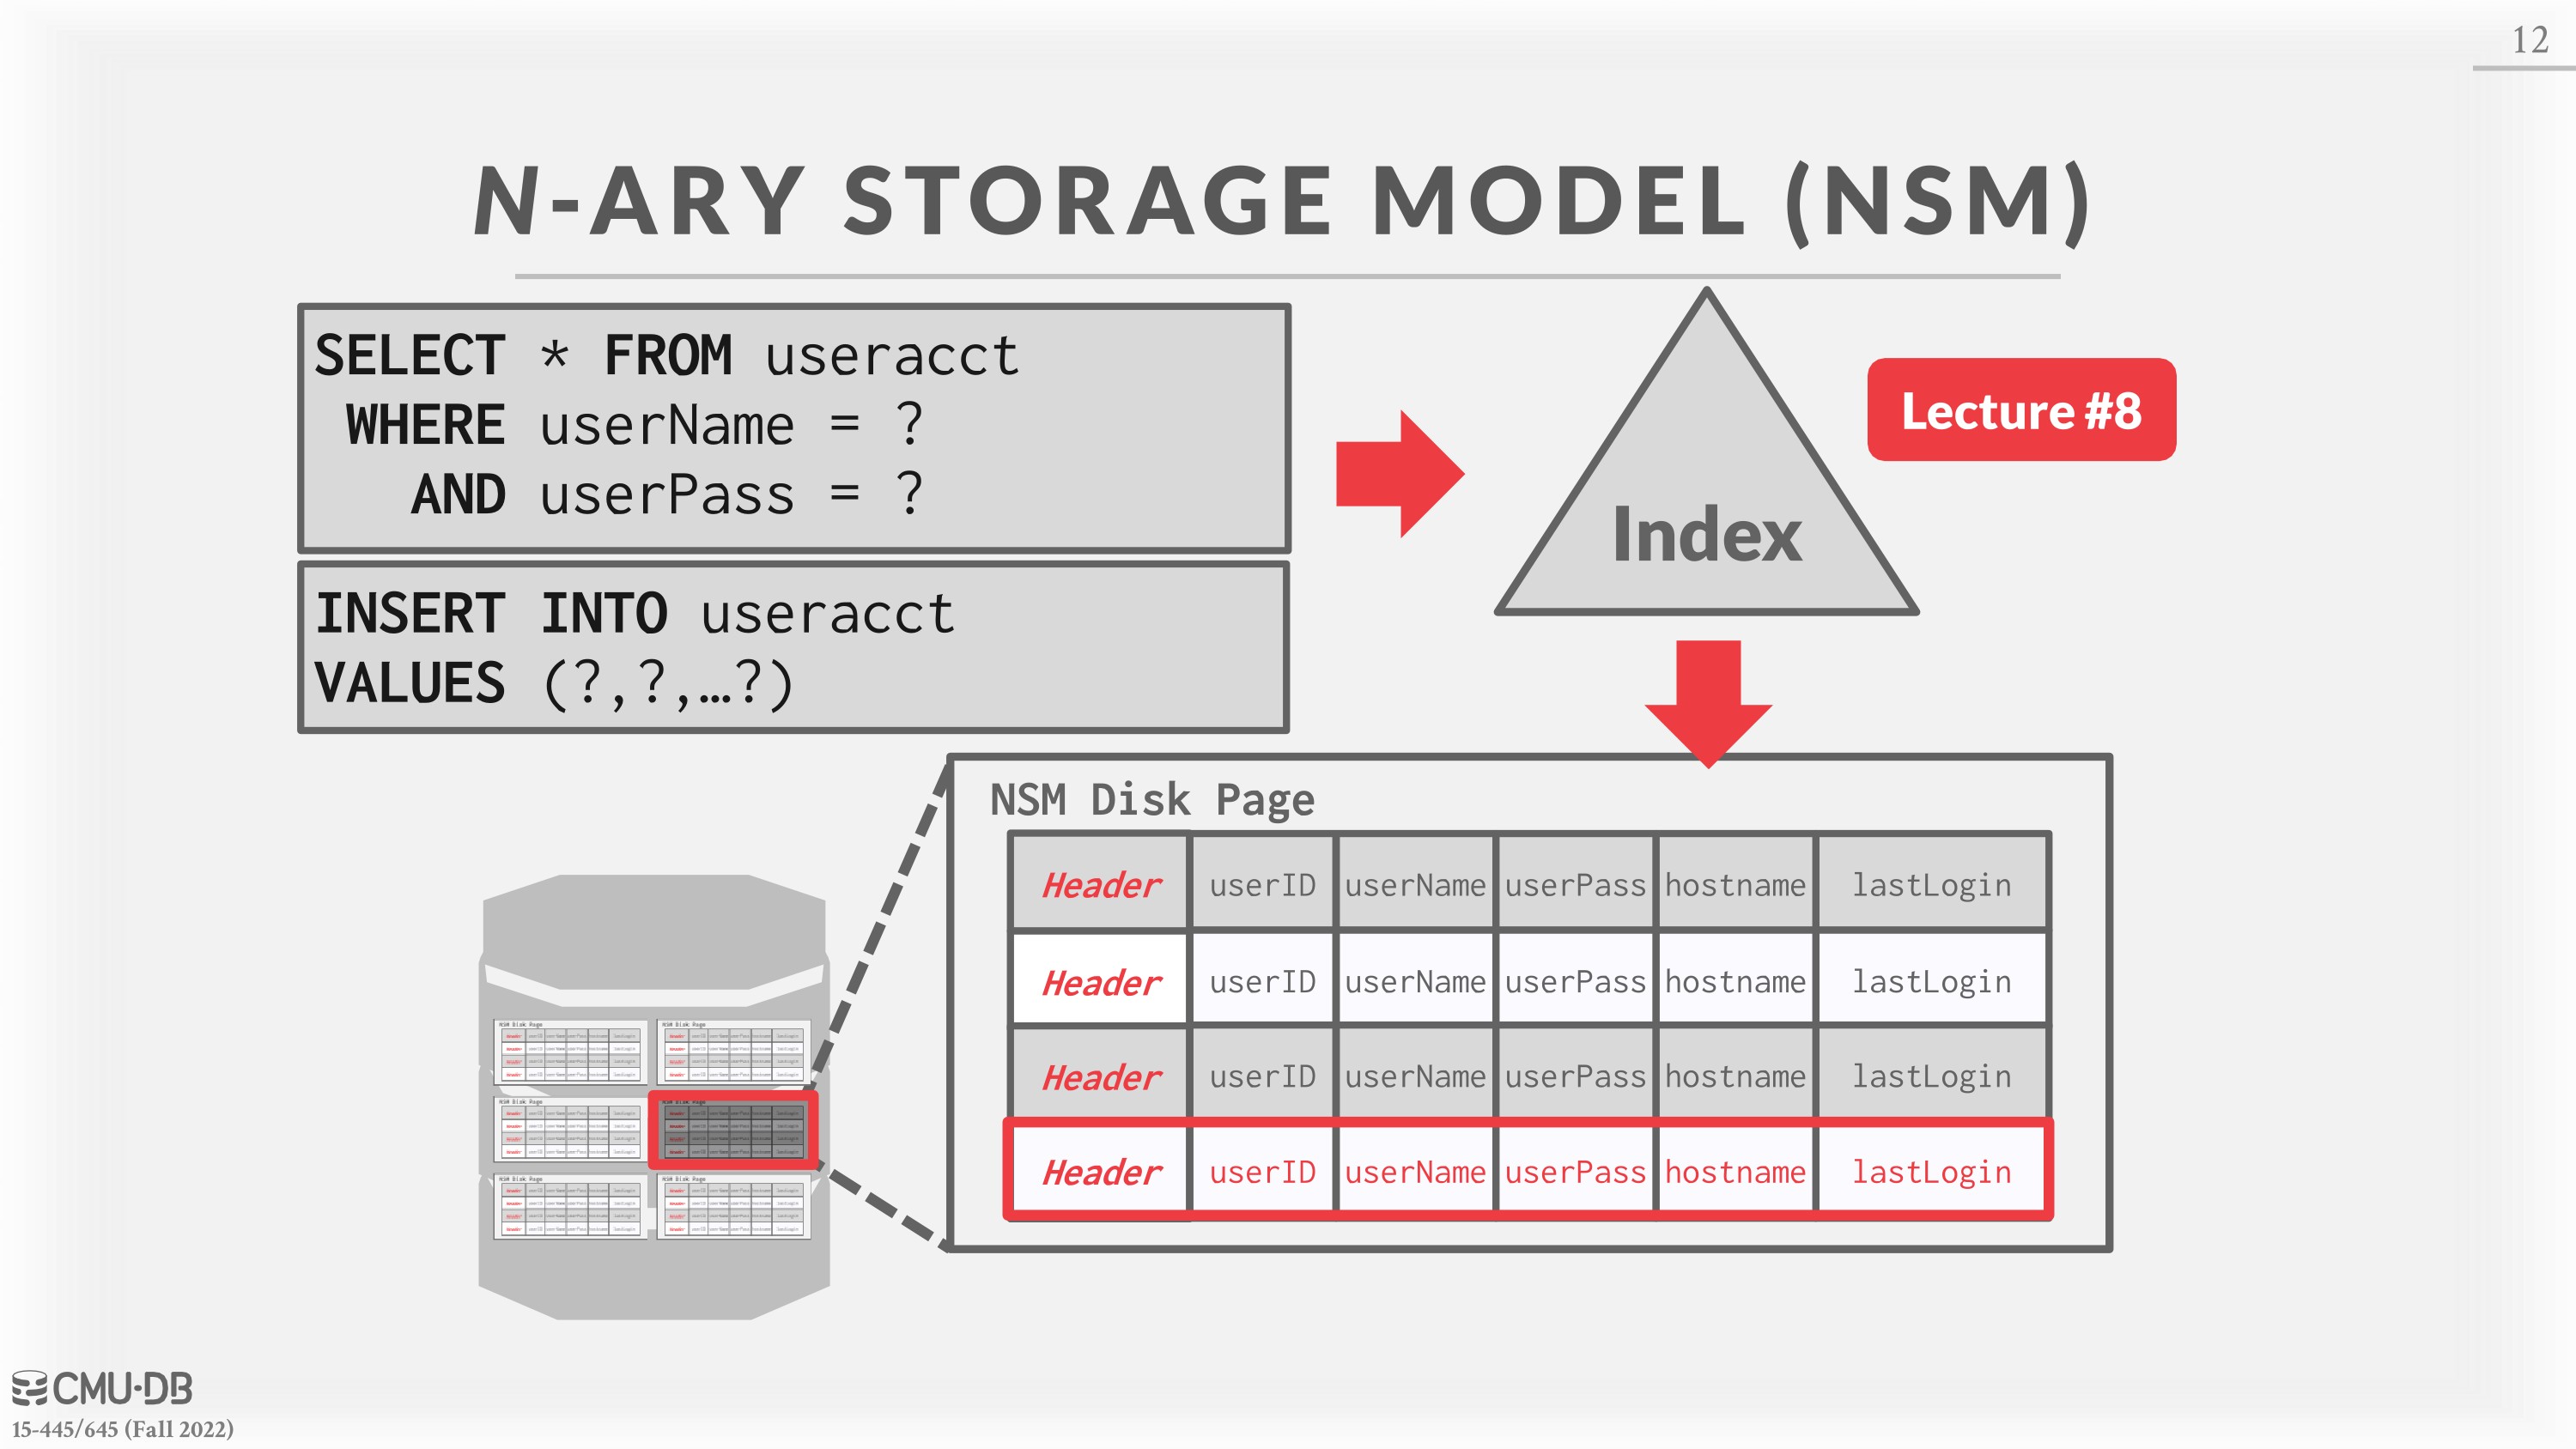 12
N-ARY STORAGE MODEL (NSM)
SELECT * FROM useracct
WHERE userName = ?
AND userPass = ?
INSERT INTO useracct
VALUES (?,?,…?)
Index
Lecture #8
NSM Disk Page
Header userID userName userPass hostname lastLogin
Header userID userName userPass hostname lastLogin
Header userID userName userPass hostname lastLogin
Header userID userName userPass hostname lastLogin
CMU·DB
15-445/645 (Fall 2022)